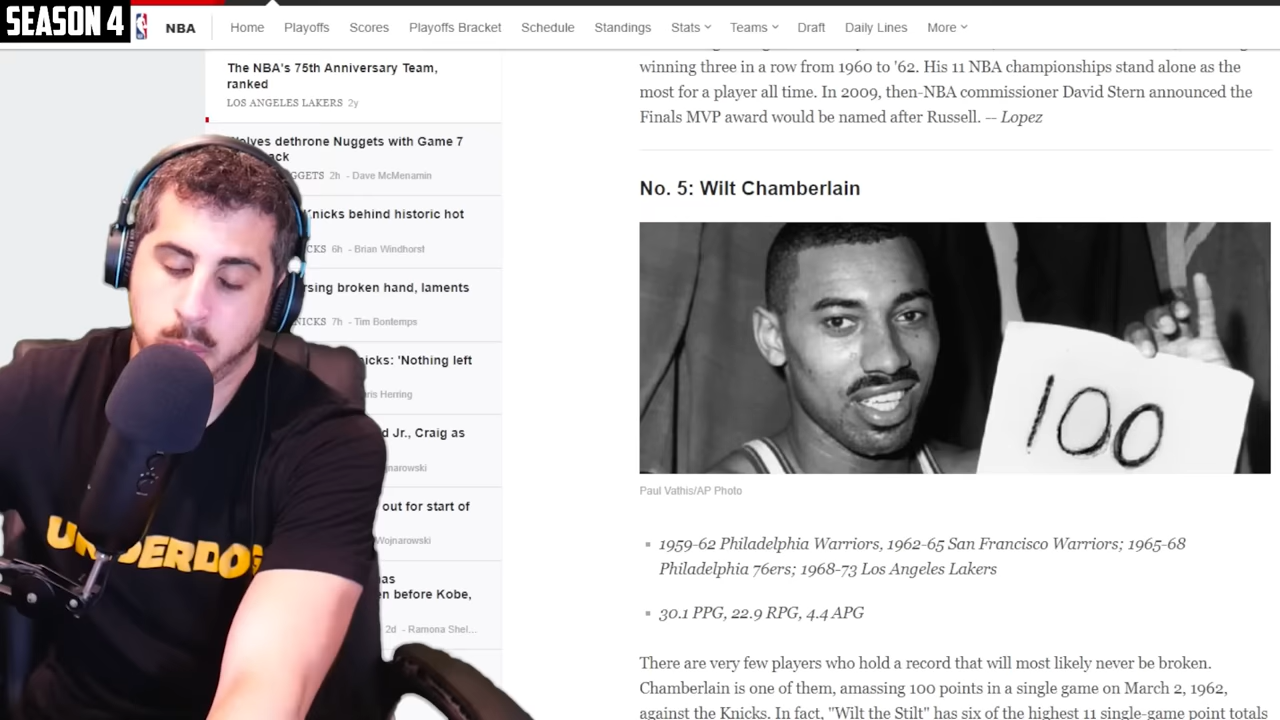 SEASON 4
NBA
Home
Playoffs
Scores
Playoffs Bracket
Schedule
Standings
Stats
Teams
Draft
Daily Lines
More
The NBA's 75th Anniversary Team,
ranked
LOS ANGELES LAKERS 2y
dethrone Nuggets with Game 7
2h - Dave McMenamin
Knicks behind historic hot
6h - Brian Windhorst
broken hand, laments
7h - Tim Bontemps
'Nothing left
Herring
Jr., Craig as
out for start of
Wojnarowski
before Kobe,
2d - Ramona Shel...
UNDERDOG
winning three in a row from 1960 to '62. His 11 NBA championships stand alone as the
most for a player all time. In 2009, then-NBA commissioner David Stern announced the
Finals MVP award would be named after Russell. -- Lopez
No. 5: Wilt Chamberlain
100
Paul Vathis/AP Photo
1959-62 Philadelphia Warriors, 1962-65 San Francisco Warriors; 1965-68
Philadelphia 76ers; 1968-73 Los Angeles Lakers
30.1 PPG, 22.9 RPG, 4.4 APG
There are very few players who hold a record that will most likely never be broken.
Chamberlain is one of them, amassing 100 points in a single game on March 2, 1962,
against the Knicks. In fact, "Wilt the Stilt" has six of the highest 11 single-game point totals